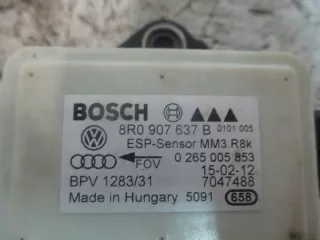 BOSCH
8R0 907 637 B 0101 005
ESP-Sensor MM3 R8k
FOV 0 265 005 853
15-02-12
BPV 1283/31 7047488
Made in Hungary 5091 658